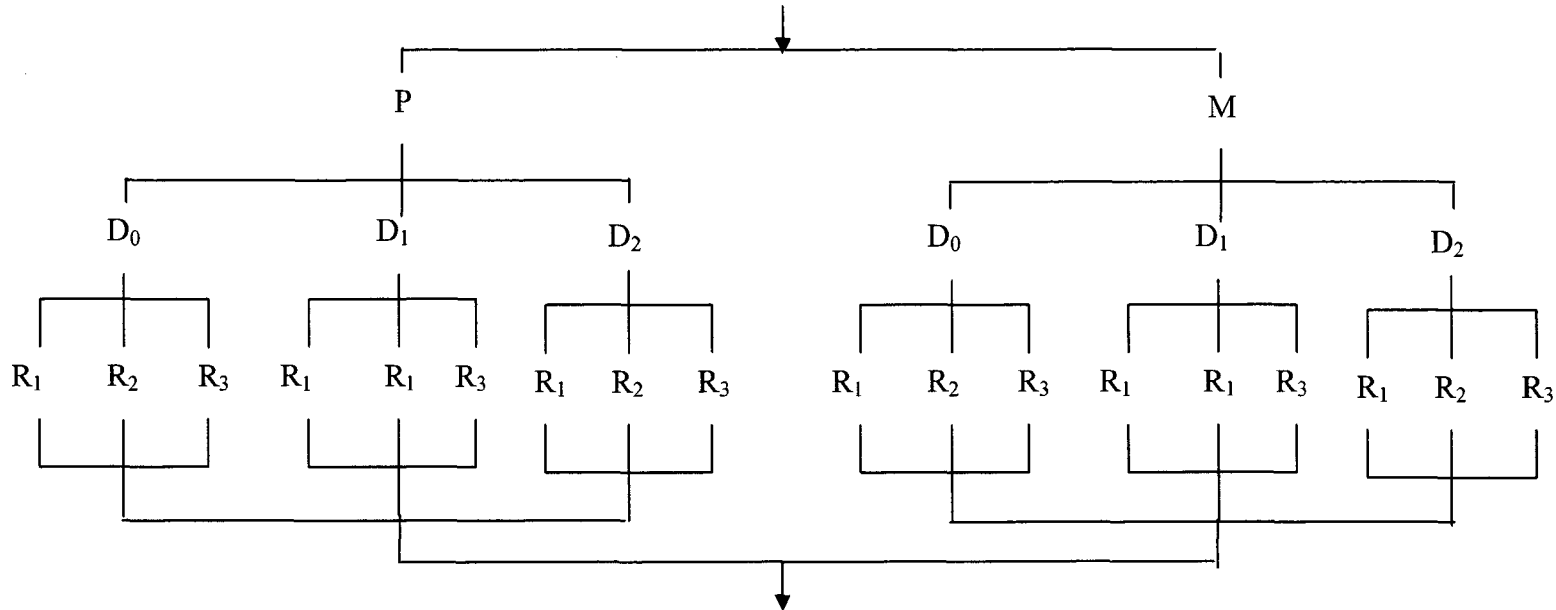 P M
D₀ D₁ D₂ D₀ D₁ D₂
R₁ R₂ R₃ R₁ R₁ R₃ R₁ R₂ R₃ R₁ R₂ R₃ R₁ R₁ R₃ R₁ R₂ R₃